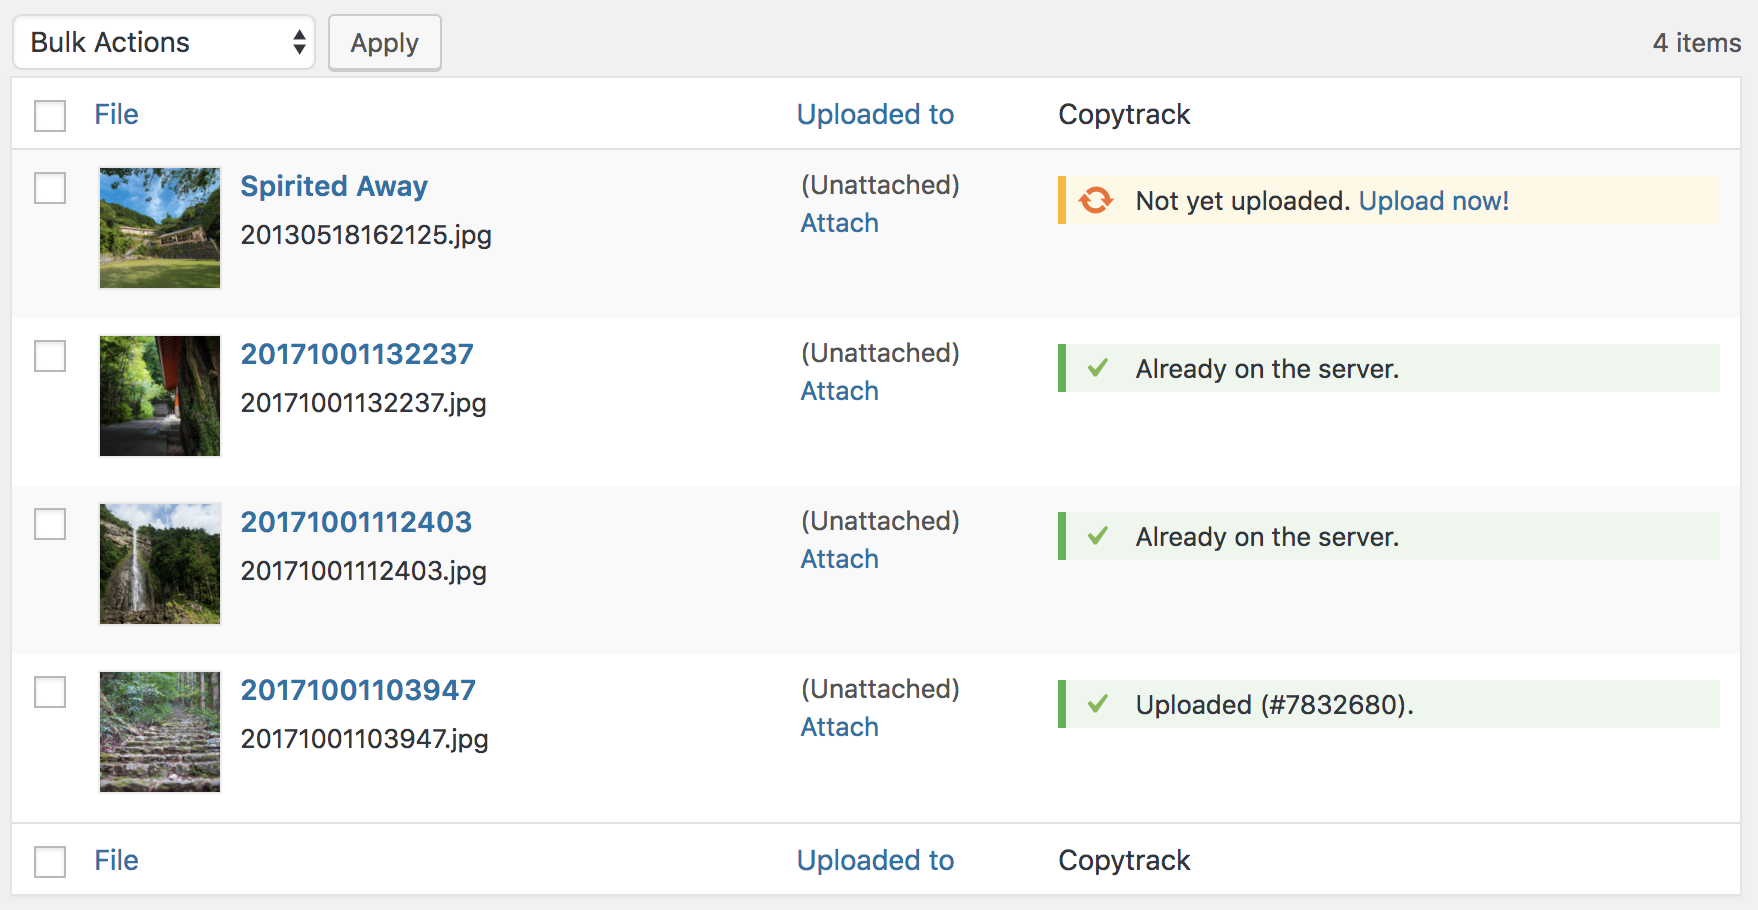 Bulk Actions Apply 4 items
File Uploaded to Copytrack
Spirited Away (Unattached) Not yet uploaded. Upload now!
20130518162125.jpg Attach
20171001132237 (Unattached) Already on the server.
20171001132237.jpg Attach
20171001112403 (Unattached) Already on the server.
20171001112403.jpg Attach
20171001103947 (Unattached) Uploaded (#7832680).
20171001103947.jpg Attach
File Uploaded to Copytrack